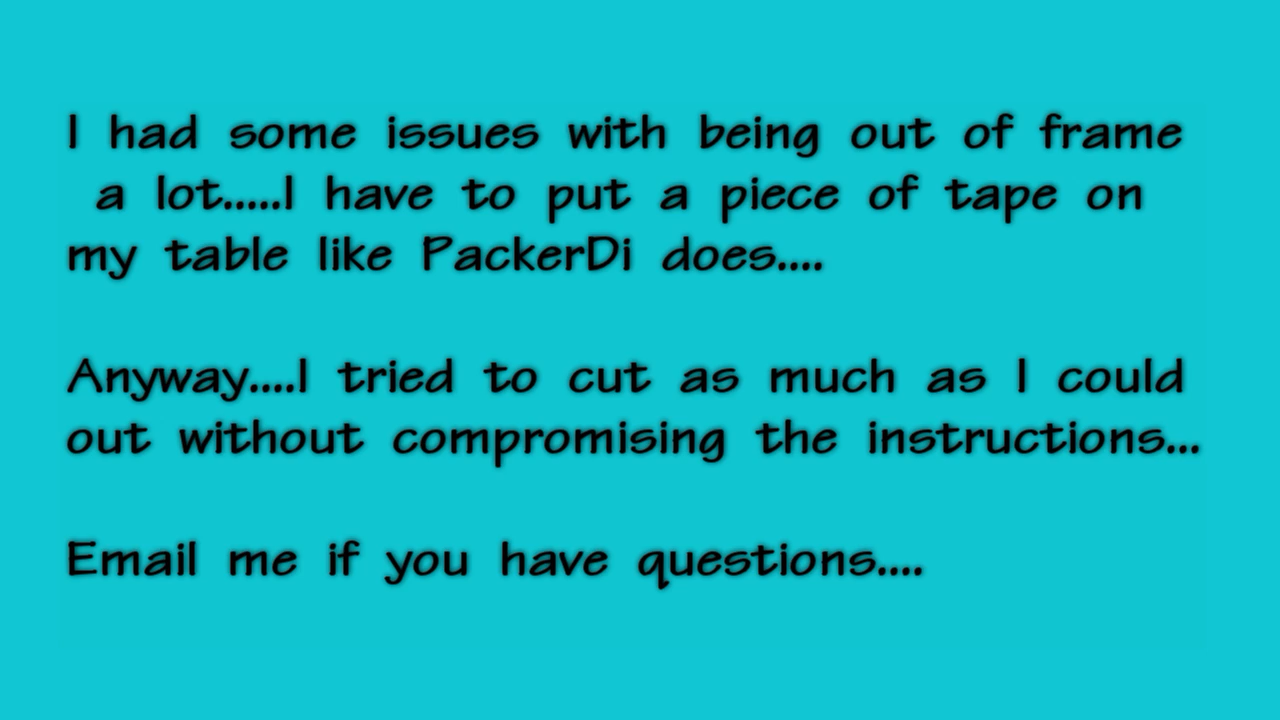 I had some issues with being out of frame
a lot.....I have to put a piece of tape on
my table like PackerDi does....
Anyway....I tried to cut as much as I could
out without compromising the instructions...
Email me if you have questions....